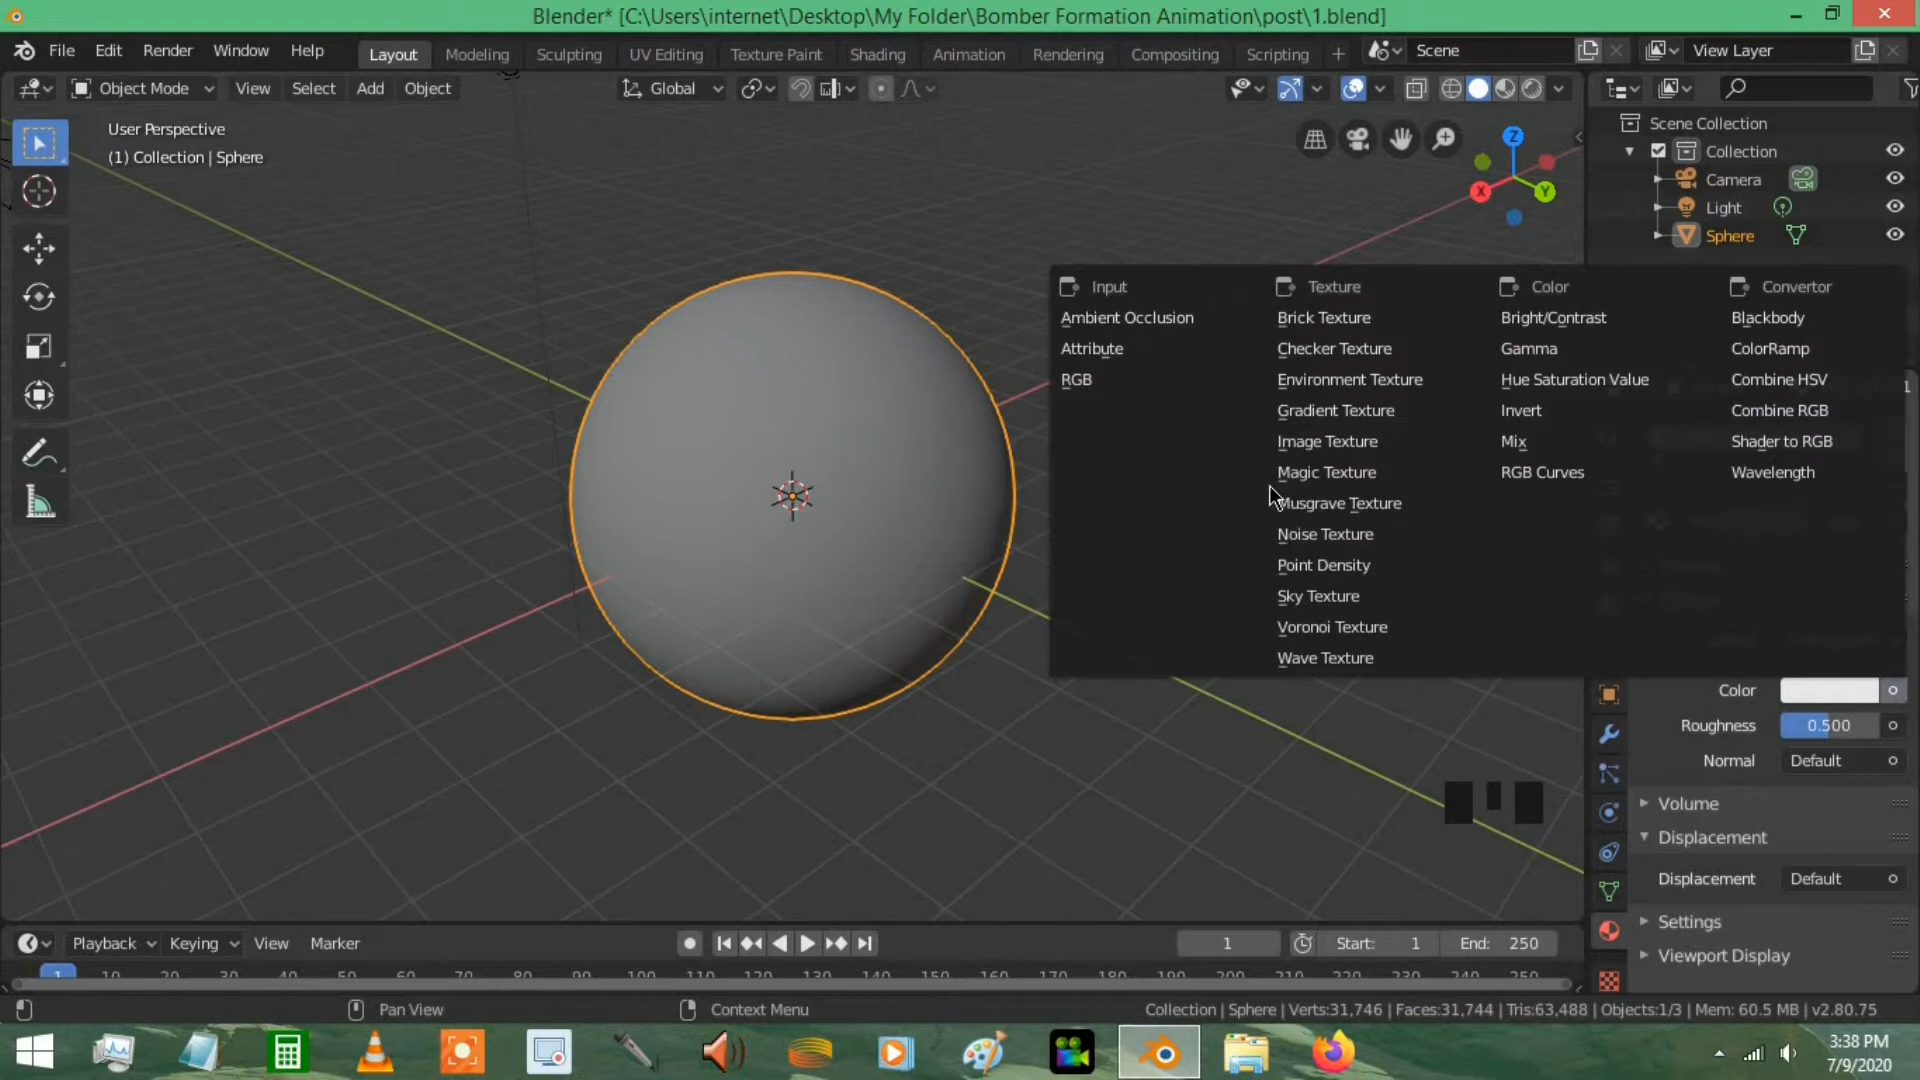 Blender* [C:\Users\internet\Desktop\My Folder\Bomber Formation Animation\post\1.blend]
File Edit Render Window Help Layout Modeling Sculpting UV Editing Texture Paint Shading Animation Rendering Compositing Scripting + Scene View Layer
Object Mode View Select Add Object Global
User Perspective
(1) Collection | Sphere
Z
X
Y
Scene Collection
Collection
Camera
Light
Sphere
Input Texture Color Convertor
Ambient Occlusion Brick Texture Bright/Contrast Blackbody
Attribute Checker Texture Gamma ColorRamp
RGB Environment Texture Hue Saturation Value Combine HSV
Gradient Texture Invert Combine RGB
Image Texture Mix Shader to RGB
Magic Texture RGB Curves Wavelength
Musgrave Texture
Noise Texture
Point Density
Sky Texture
Voronoi Texture
Wave Texture
Color
Roughness 0.500
Normal Default
Volume
Displacement
Displacement Default
Settings
Viewport Display
Playback Keying View Marker 1 Start: 1 End: 250
1 10 20 30 40 50 60 70 80 90 100 110 120 130 140 150 160 170 180 190 200 210 220 230 240 250
Pan View Context Menu Collection | Sphere | Verts:31,746 | Faces:31,744 | Tris:63,488 | Objects:1/3 | Mem: 60.5 MB | v2.80.75
3:38 PM
7/9/2020